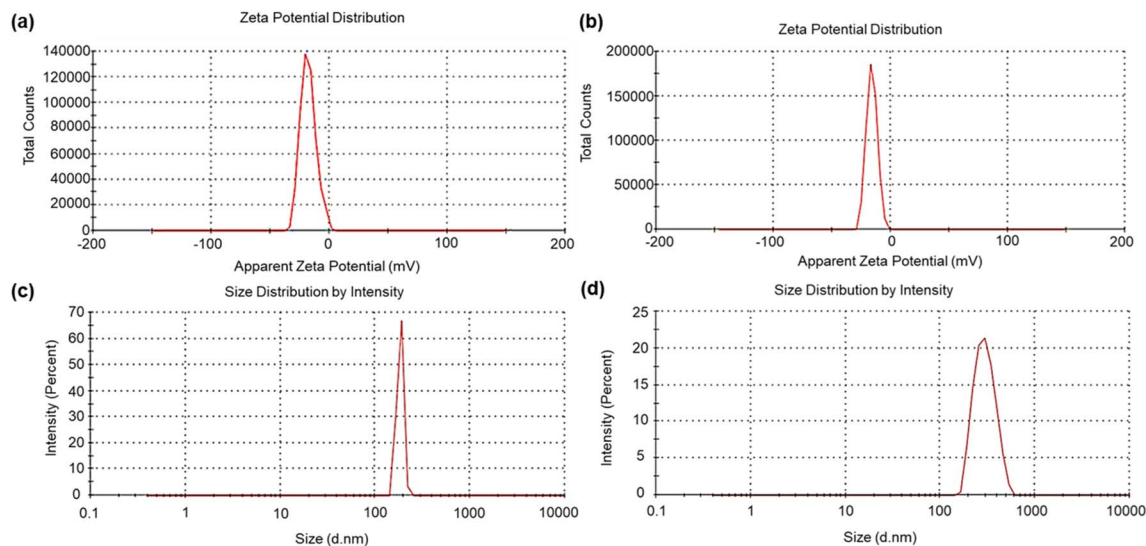 (a)
Zeta Potential Distribution
140000
120000
100000
80000
60000
40000
20000
0
Total Counts
-200 -100 0 100 200
Apparent Zeta Potential (mV)
(b)
Zeta Potential Distribution
200000
150000
100000
50000
0
Total Counts
-200 -100 0 100 200
Apparent Zeta Potential (mV)
(c)
Size Distribution by Intensity
70
60
50
40
30
20
10
0
Intensity (Percent)
0.1 1 10 100 1000 10000
Size (d.nm)
(d)
Size Distribution by Intensity
25
20
15
10
5
0
Intensity (Percent)
0.1 1 10 100 1000 10000
Size (d.nm)